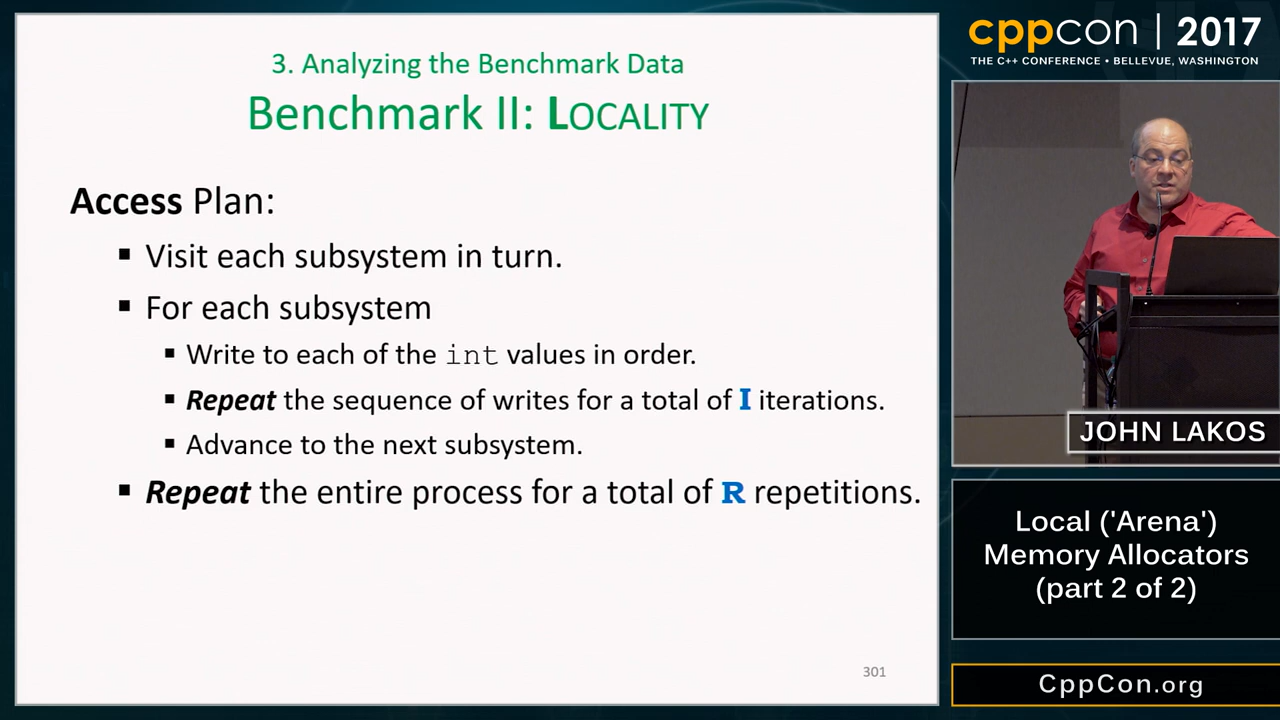 3. Analyzing the Benchmark Data
Benchmark II: LOCALITY
Access Plan:
▪ Visit each subsystem in turn.
▪ For each subsystem
▪ Write to each of the int values in order.
▪ Repeat the sequence of writes for a total of I iterations.
▪ Advance to the next subsystem.
▪ Repeat the entire process for a total of R repetitions.
301
cppcon | 2017
THE C++ CONFERENCE • BELLEVUE, WASHINGTON
JOHN LAKOS
Local ('Arena')
Memory Allocators
(part 2 of 2)
CppCon.org